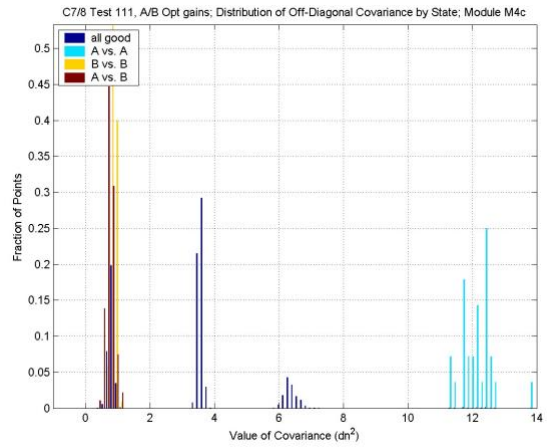 C7/8 Test 111, A/B Opt gains; Distribution of Off-Diagonal Covariance by State; Module M4c
all good
A vs. A
B vs. B
A vs. B
0.5
0.45
0.4
0.35
0.3
0.25
0.2
0.15
0.1
0.05
0
Fraction of Points
0 2 4 6 8 10 12 14
Value of Covariance (dn²)